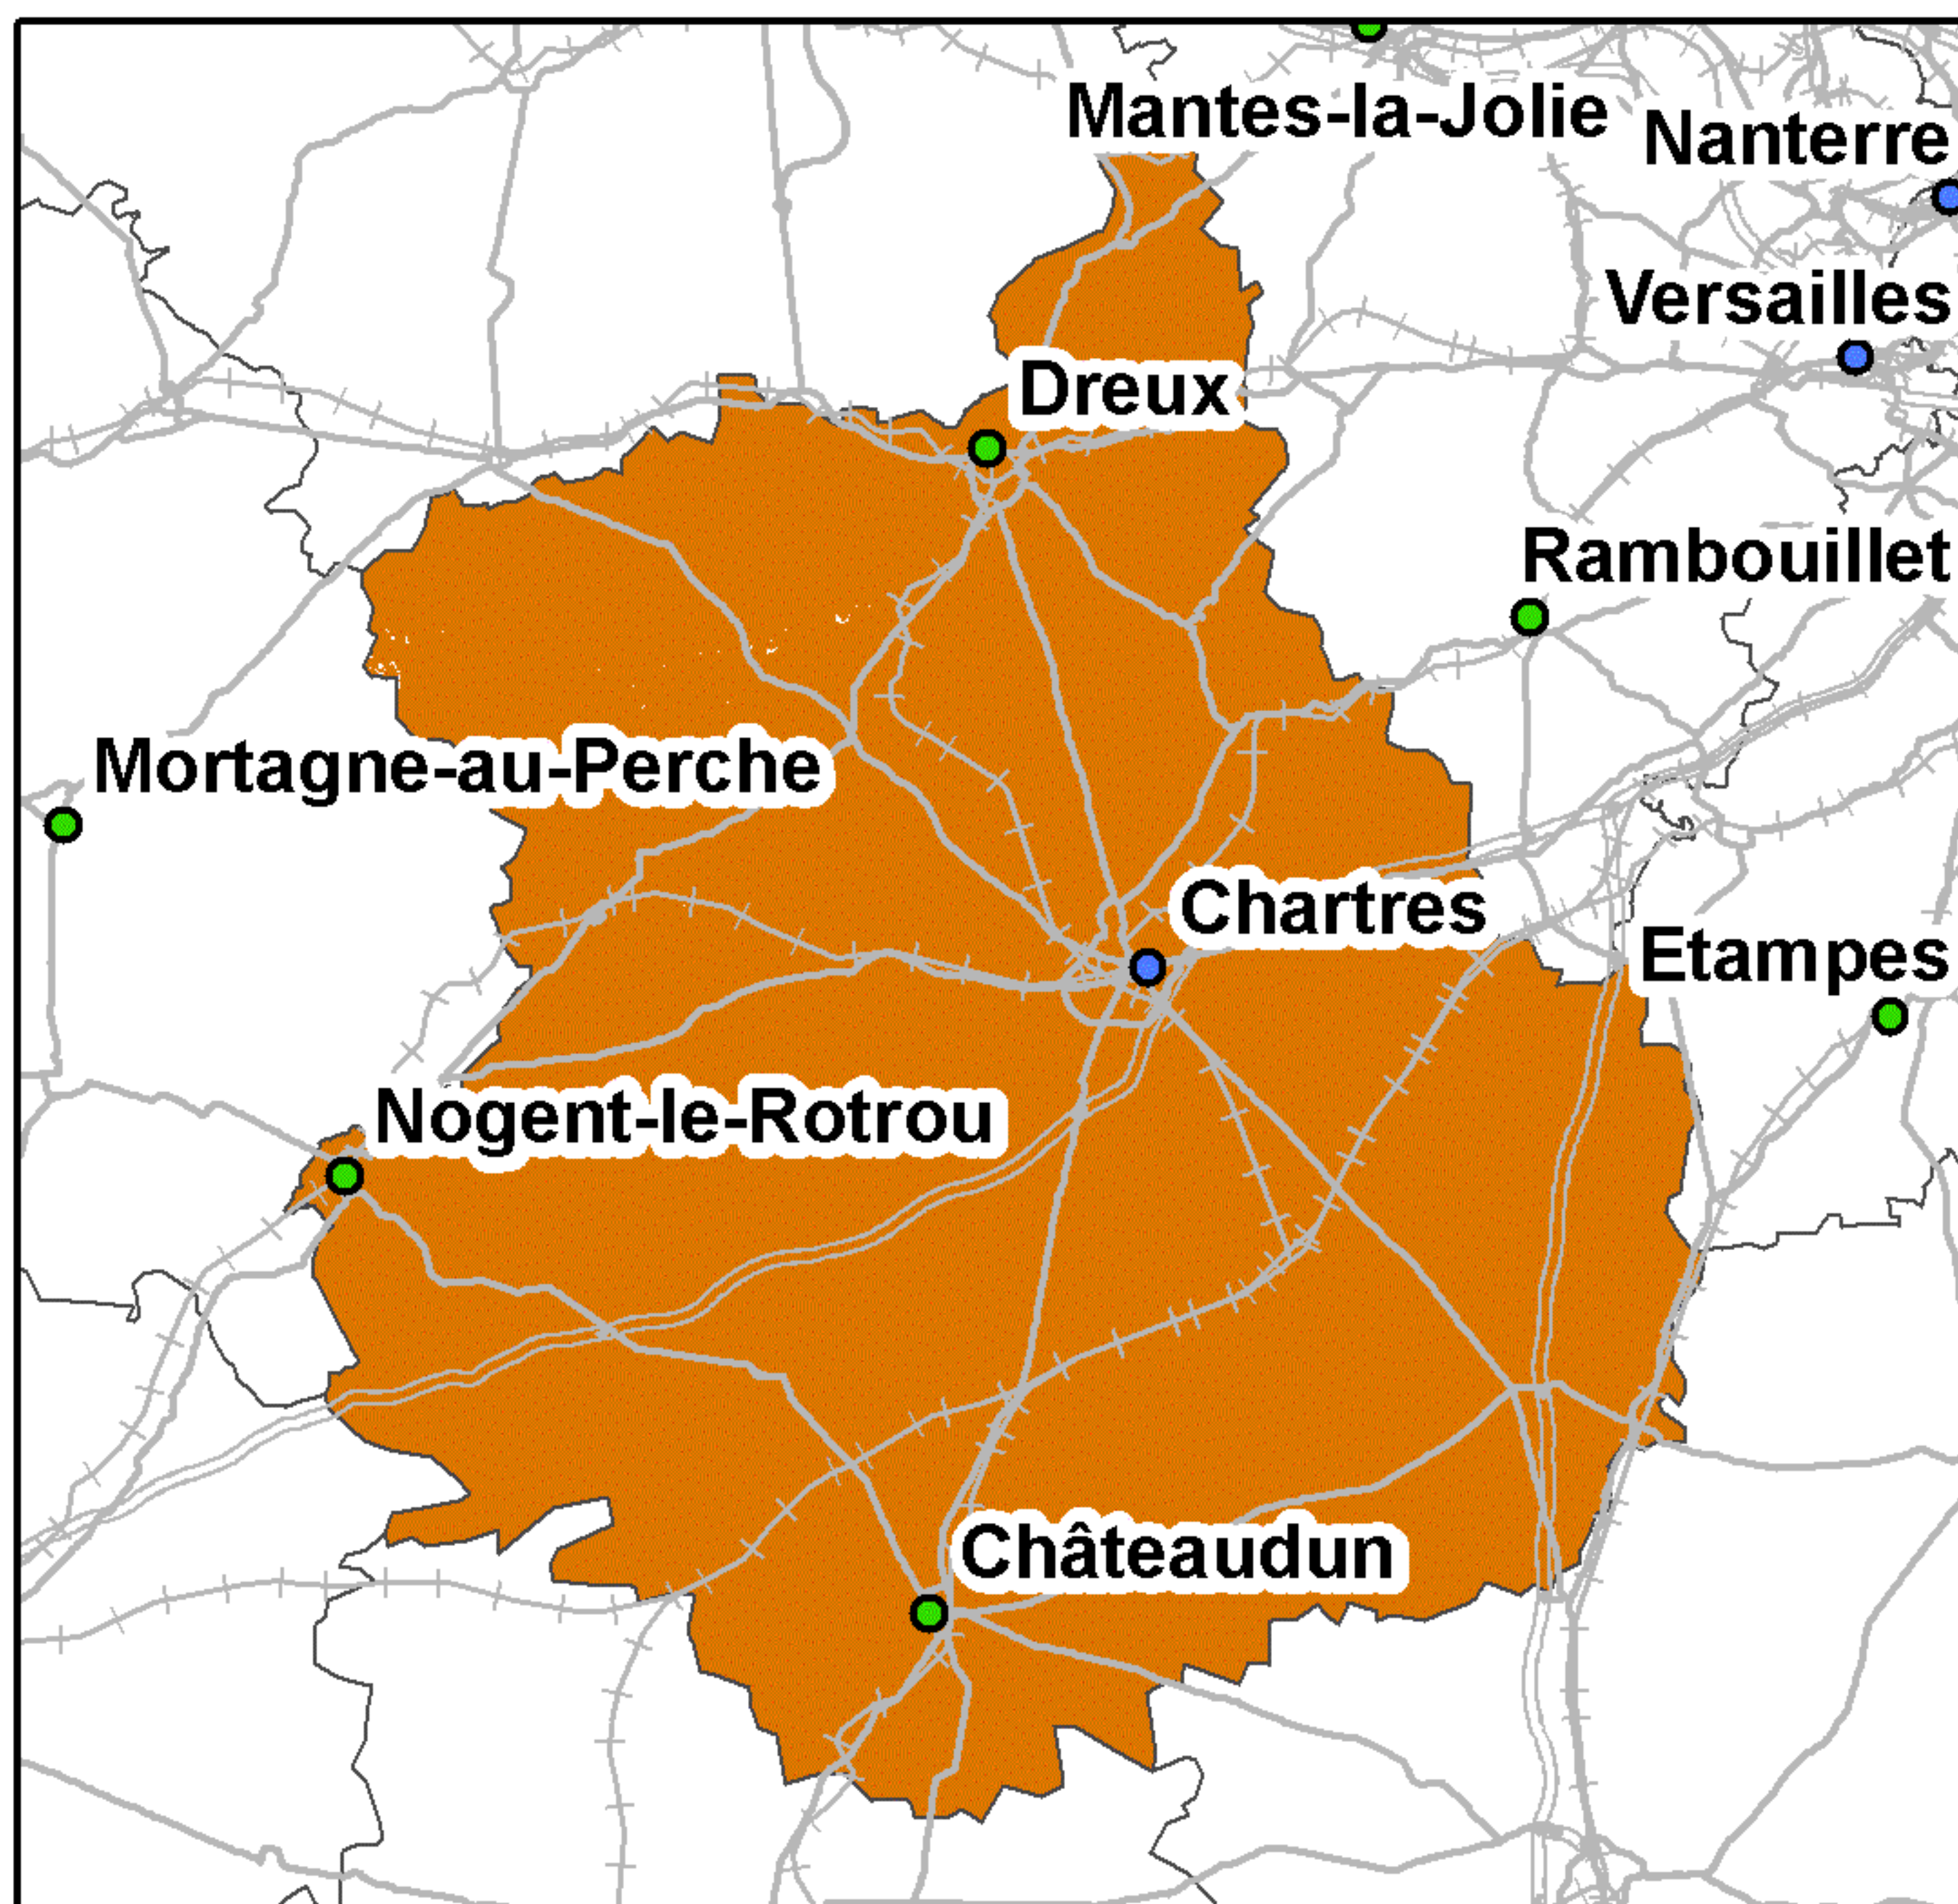 Mantes-la-Jolie
Nanterre
Versailles
Dreux
Rambouillet
Mortagne-au-Perche
Chartres
Etampes
Nogent-le-Rotrou
Châteaudun